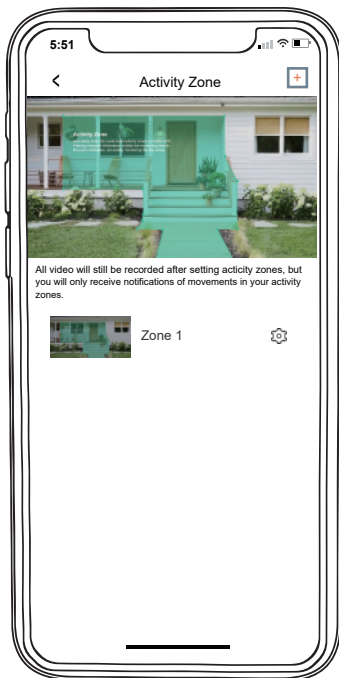 5:51
Activity Zone
+
Activity Zone
All video will still be recorded after setting acticity zones, but
you will only receive notifications of movements in your activity
zones.
Zone 1